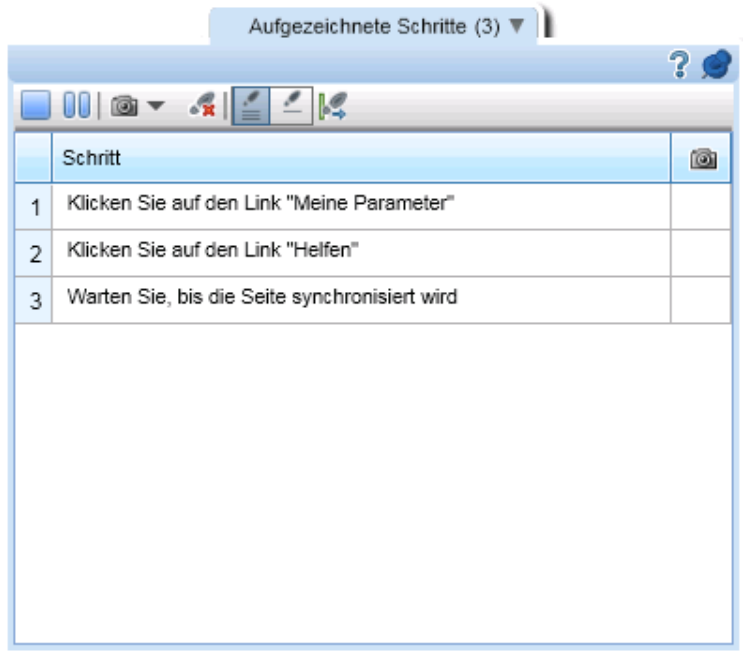 Aufgezeichnete Schritte (3)
Schritt
1 Klicken Sie auf den Link "Meine Parameter"
2 Klicken Sie auf den Link "Helfen"
3 Warten Sie, bis die Seite synchronisiert wird